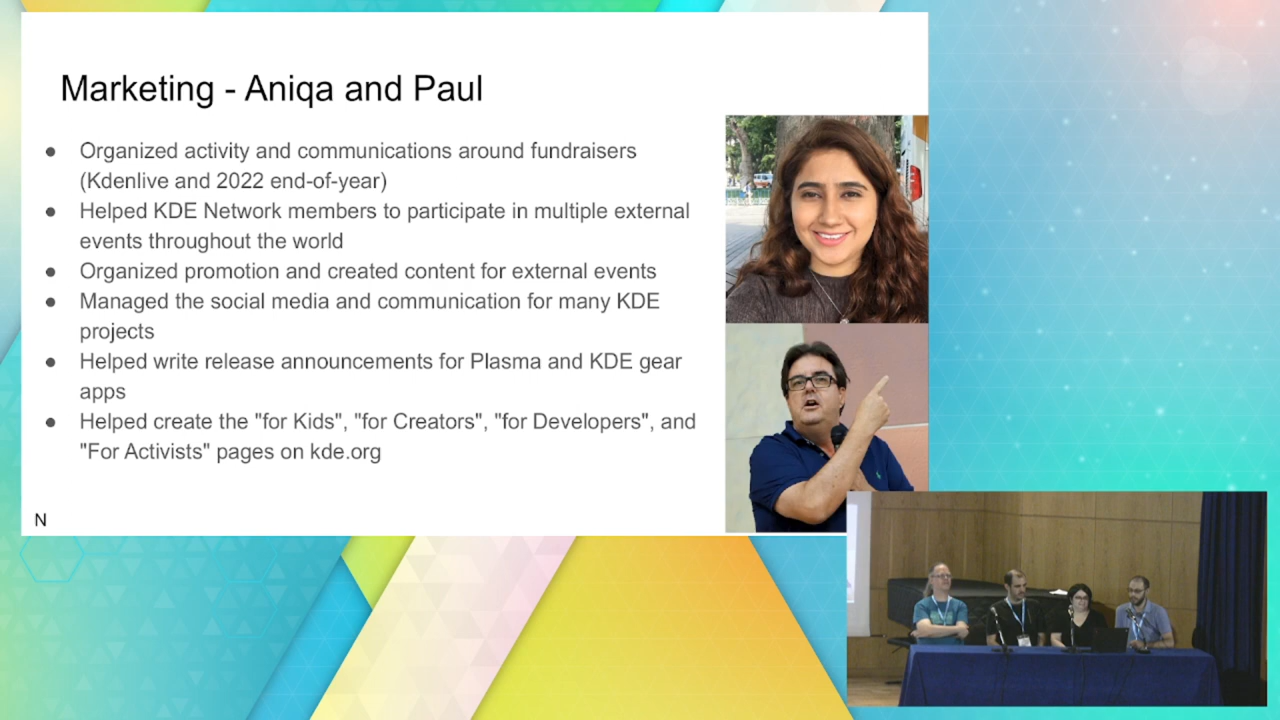 Marketing - Aniqa and Paul
● Organized activity and communications around fundraisers
(Kdenlive and 2022 end-of-year)
● Helped KDE Network members to participate in multiple external
events throughout the world
● Organized promotion and created content for external events
● Managed the social media and communication for many KDE
projects
● Helped write release announcements for Plasma and KDE gear
apps
● Helped create the "for Kids", "for Creators", "for Developers", and
"For Activists" pages on kde.org
N